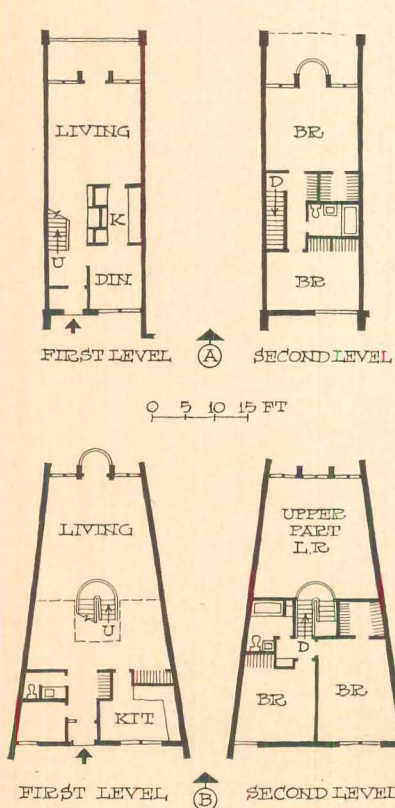 LIVING
K
U
DIN.
FIRST LEVEL
A
BR
D
BR
SECOND LEVEL
0 5 10 15 FT
LIVING
U
KIT
FIRST LEVEL
B
UPPER
PART
L.R
D
BR BR
SECOND LEVEL